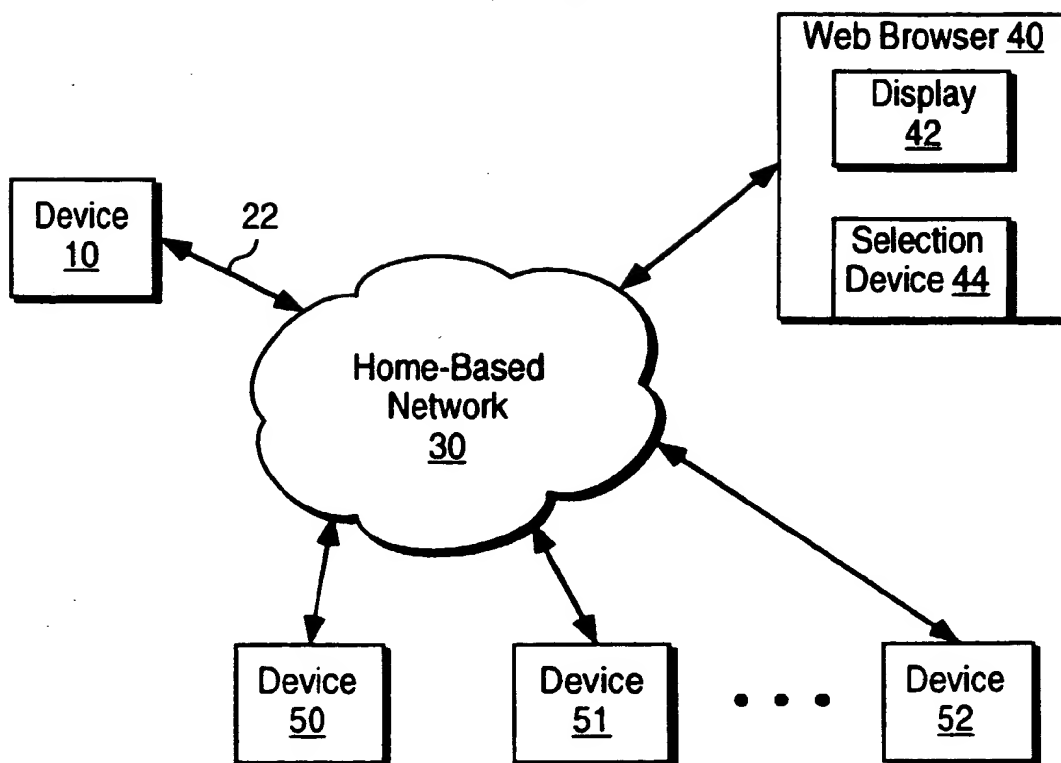 Web Browser 40
Display
42
Selection
Device 44
Device
10
22
Home-Based
Network
30
Device
50
Device
51
Device
52